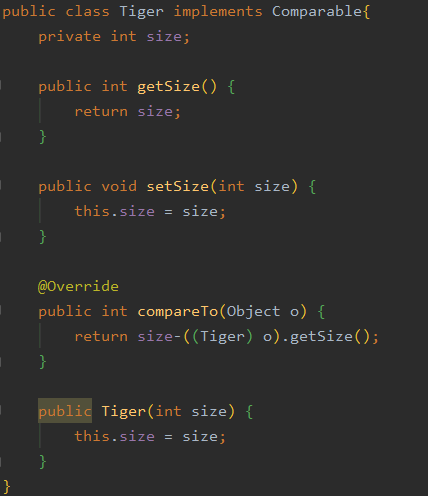 public class Tiger implements Comparable{
    private int size;

    public int getSize() {
        return size;
    }

    public void setSize(int size) {
        this.size = size;
    }

    @Override
    public int compareTo(Object o) {
        return size-((Tiger) o).getSize();
    }

    public Tiger(int size) {
        this.size = size;
    }
}